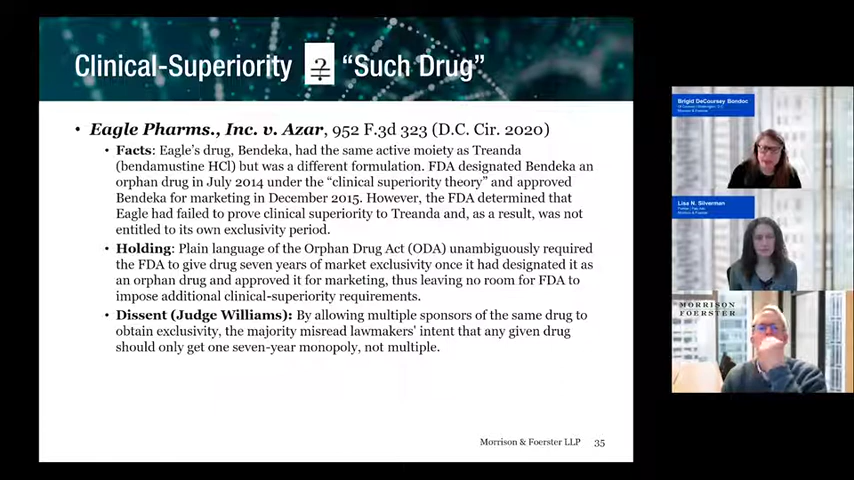 Clinical-Superiority ≟ “Such Drug”
• Eagle Pharms., Inc. v. Azar, 952 F.3d 323 (D.C. Cir. 2020)
• Facts: Eagle's drug, Bendeka, had the same active moiety as Treanda
(bendamustine HCl) but was a different formulation. FDA designated Bendeka an
orphan drug in July 2014 under the “clinical superiority theory” and approved
Bendeka for marketing in December 2015. However, the FDA determined that
Eagle had failed to prove clinical superiority to Treanda and, as a result, was not
entitled to its own exclusivity period.
• Holding: Plain language of the Orphan Drug Act (ODA) unambiguously required
the FDA to give drug seven years of market exclusivity once it had designated it as
an orphan drug and approved it for marketing, thus leaving no room for FDA to
impose additional clinical-superiority requirements.
• Dissent (Judge Williams): By allowing multiple sponsors of the same drug to
obtain exclusivity, the majority misread lawmakers' intent that any given drug
should only get one seven-year monopoly, not multiple.
Morrison & Foerster LLP 35
Brigid DeCoursey Bondoc
Morrison & Foerster
Lisa N. Silverman
Morrison & Foerster
MORRISON
FOERSTER